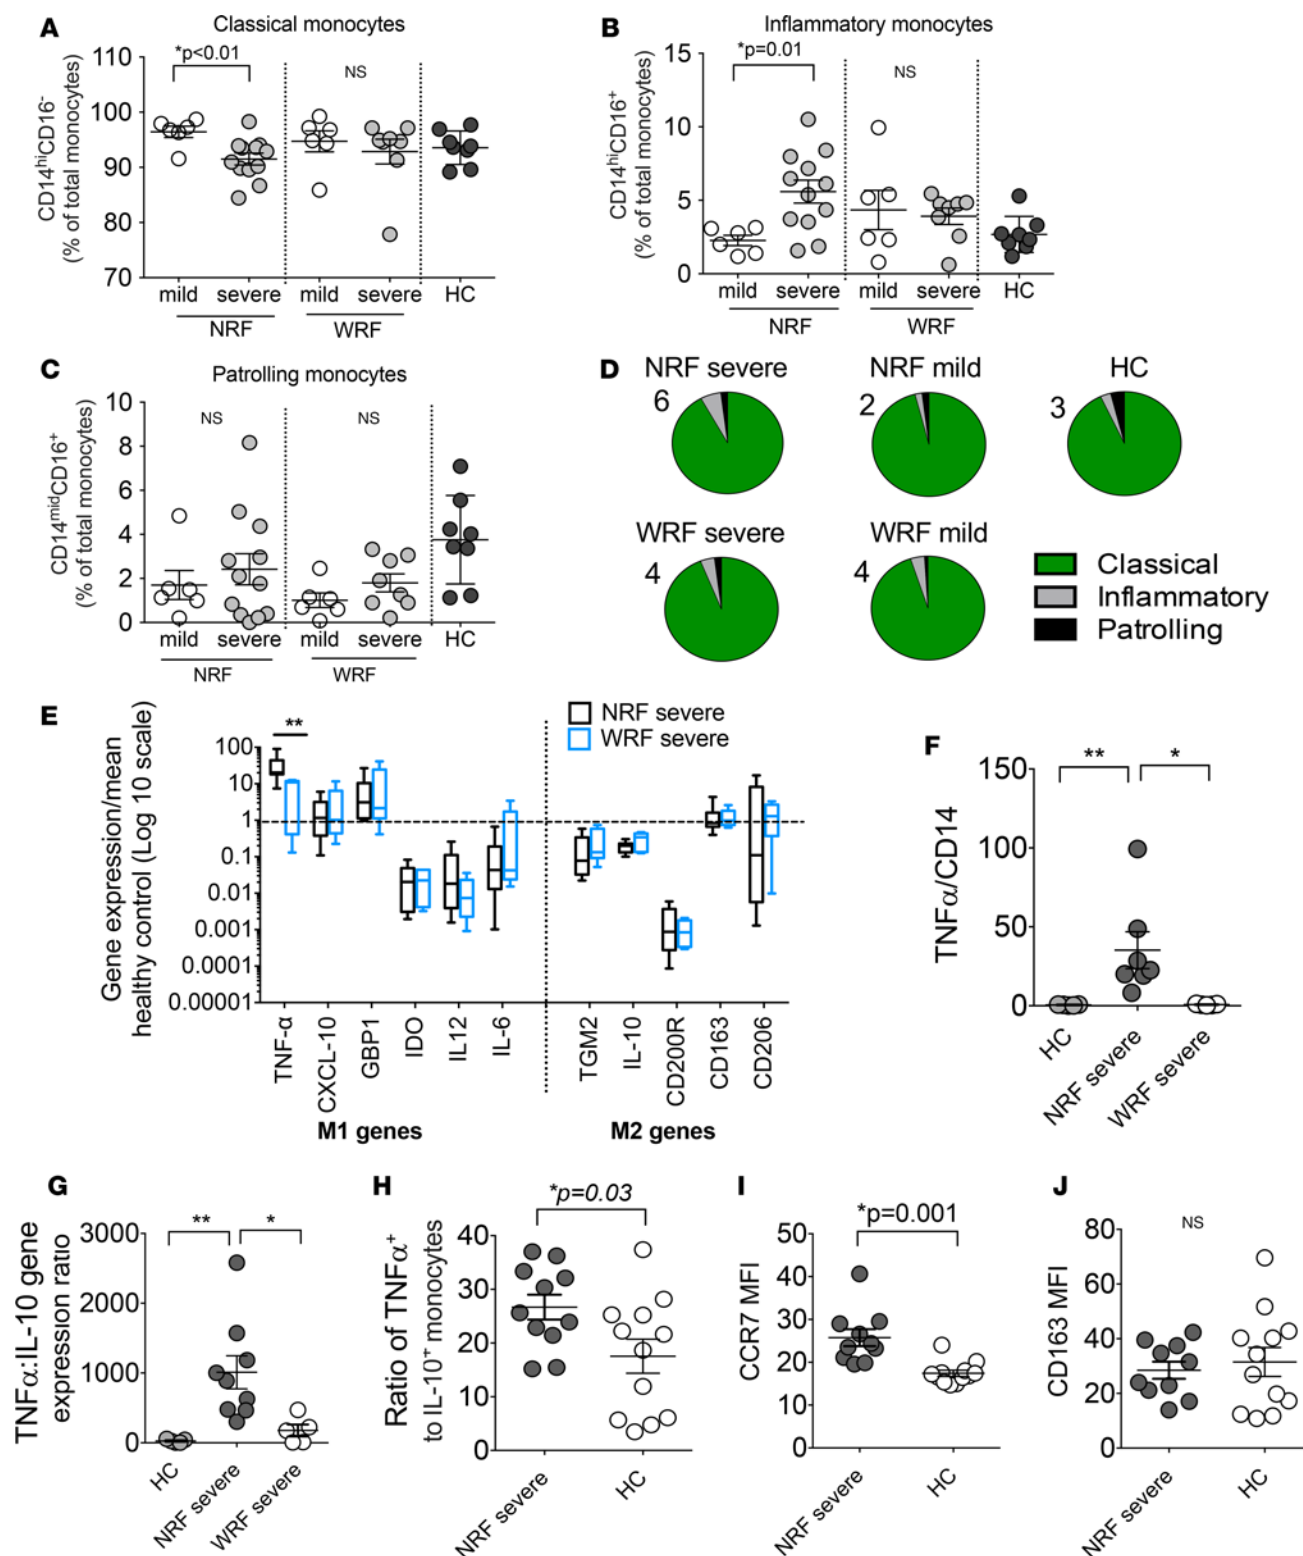 A
Classical monocytes
*p<0.01
NS
CD14hiCD16-
(% of total monocytes)
110
100
90
80
70
mild
severe
mild
severe
HC
NRF
WRF
B
Inflammatory monocytes
*p=0.01
NS
CD14hiCD16+
(% of total monocytes)
15
10
5
0
mild
severe
mild
severe
HC
NRF
WRF
C
Patrolling monocytes
NS
NS
CD14midCD16+
(% of total monocytes)
10
8
6
4
2
0
mild
severe
mild
severe
HC
NRF
WRF
D
NRF severe
NRF mild
HC
6
2
3
WRF severe
WRF mild
4
4
Classical
Inflammatory
Patrolling
E
NRF severe
WRF severe
**
Gene expression/mean
healthy control (Log 10 scale)
100
10
1
0.1
0.01
0.001
0.0001
0.00001
TNF-α
CXCL-10
GBP1
IDO
IL12
IL-6
TGM2
IL-10
CD200R
CD163
CD206
M1 genes
M2 genes
F
**
*
TNFα/CD14
150
100
50
0
HC
NRF severe
WRF severe
G
**
*
TNFα:IL-10 gene
expression ratio
3000
2000
1000
0
HC
NRF severe
WRF severe
H
*p=0.03
Ratio of TNFα+
to IL-10+ monocytes
40
30
20
10
0
NRF severe
HC
I
*p=0.001
CCR7 MFI
50
40
30
20
10
0
NRF severe
HC
J
NS
CD163 MFI
80
60
40
20
0
NRF severe
HC